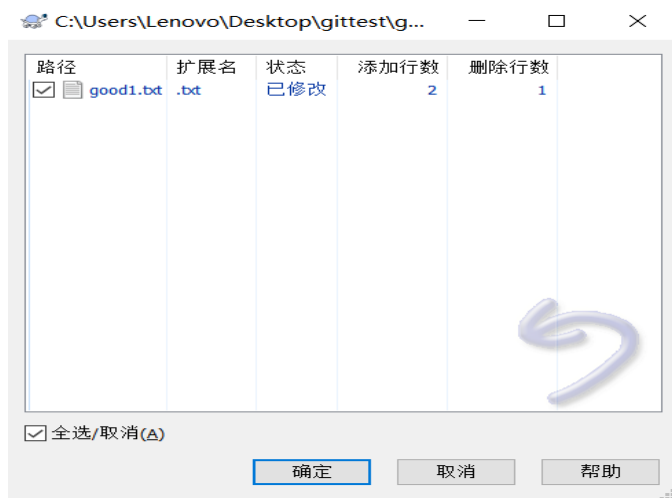 C:\Users\Lenovo\Desktop\gittest\g...
路径 扩展名 状态 添加行数 删除行数
good1.txt .txt 已修改 2 1
全选/取消(A)
确定 取消 帮助